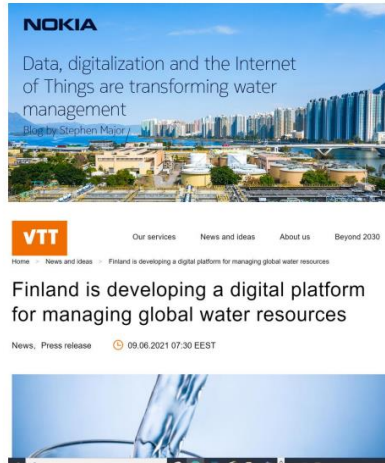 NOKIA
Data, digitalization and the Internet
of Things are transforming water
management
Blog by Stephen Major
VTT
Our services News and ideas About us Beyond 2030
Home > News and ideas > Finland is developing a digital platform for managing global water resources
Finland is developing a digital platform
for managing global water resources
News, Press release 09.06.2021 07:30 EEST